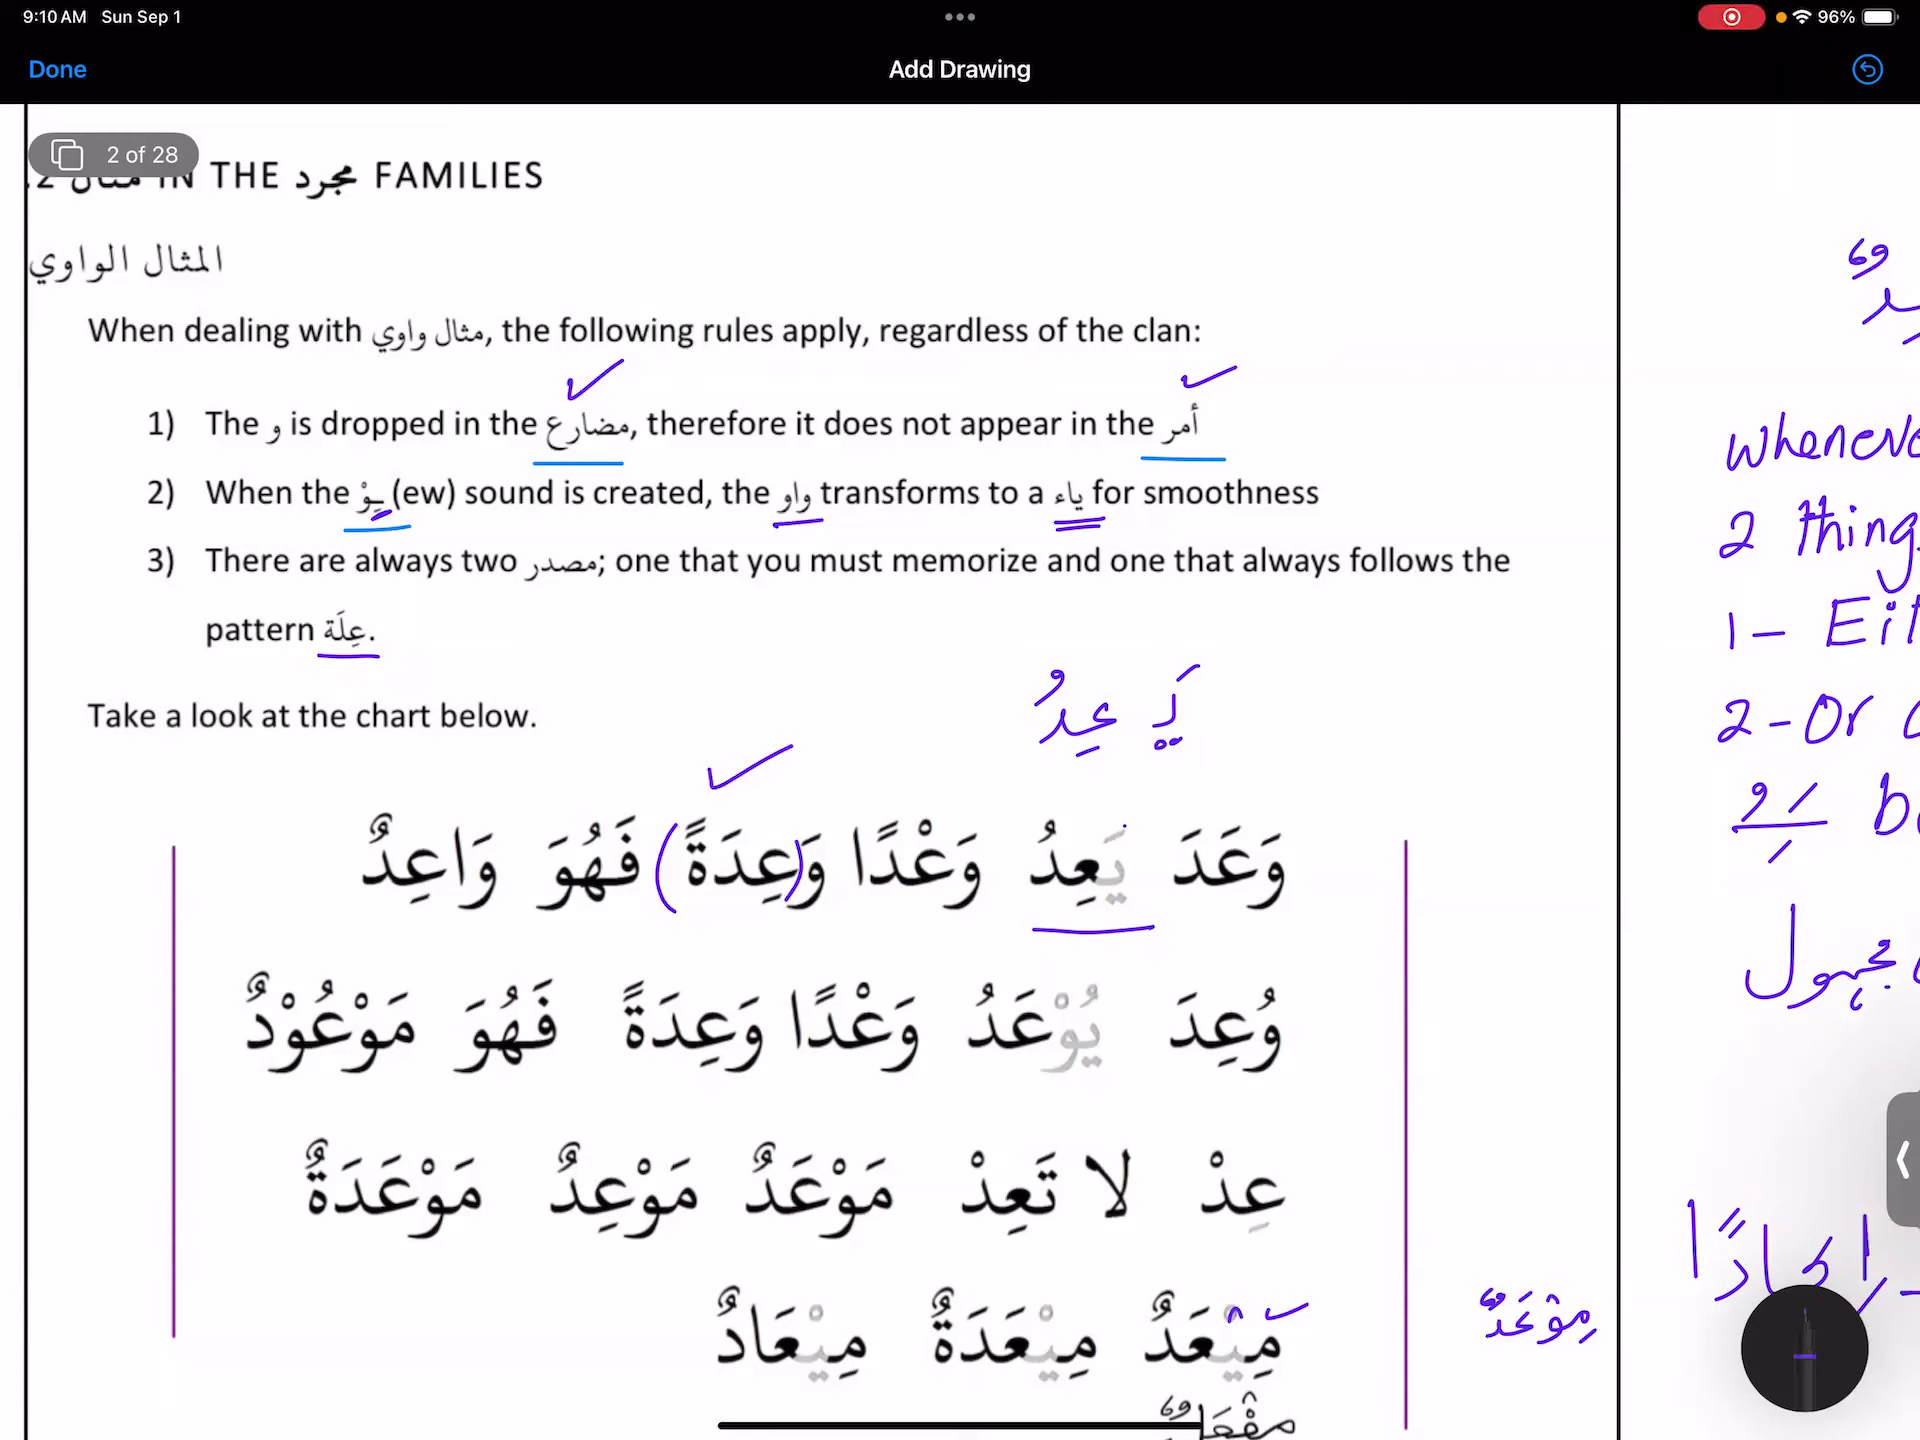 9:10 AM Sun Sep 1
96%
Done
Add Drawing
2 of 28
IN THE مجرد FAMILIES
المثال الواوي
When dealing with مثال واوي, the following rules apply, regardless of the clan:
1) The و is dropped in the مضارع, therefore it does not appear in the أمر
2) When the ـِوْ (ew) sound is created, the واو transforms to a ياء for smoothness
3) There are always two مصدر; one that you must memorize and one that always follows the
pattern عِلَة.
Take a look at the chart below.
وَعَدَ يَعِدُ وَعْدًا وَعِدَةً فَهُوَ وَاعِدٌ
وُعِدَ يُوْعَدُ وَعْدًا وَعِدَةً فَهُوَ مَوْعُوْدٌ
عِدْ لا تَعِدْ مَوْعَدٌ مَوْعِدٌ مَوْعَدَةٌ
مِيْعَدٌ مِيْعَدَةٌ مِيْعَادٌ
مِوْعَدٌ
2 thing
1-
2-Or
مجهول